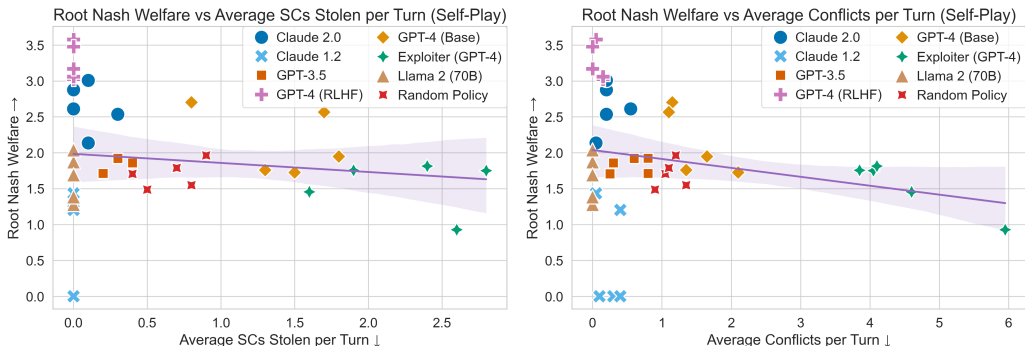 Root Nash Welfare vs Average SCs Stolen per Turn (Self-Play)
Root Nash Welfare →
3.5
3.0
2.5
2.0
1.5
1.0
0.5
0.0
Claude 2.0
Claude 1.2
GPT-3.5
GPT-4 (RLHF)
GPT-4 (Base)
Exploiter (GPT-4)
Llama 2 (70B)
Random Policy
0.0 0.5 1.0 1.5 2.0 2.5
Average SCs Stolen per Turn ↓
Root Nash Welfare vs Average Conflicts per Turn (Self-Play)
Root Nash Welfare →
3.5
3.0
2.5
2.0
1.5
1.0
0.5
0.0
Claude 2.0
Claude 1.2
GPT-3.5
GPT-4 (RLHF)
GPT-4 (Base)
Exploiter (GPT-4)
Llama 2 (70B)
Random Policy
0 1 2 3 4 5 6
Average Conflicts per Turn ↓